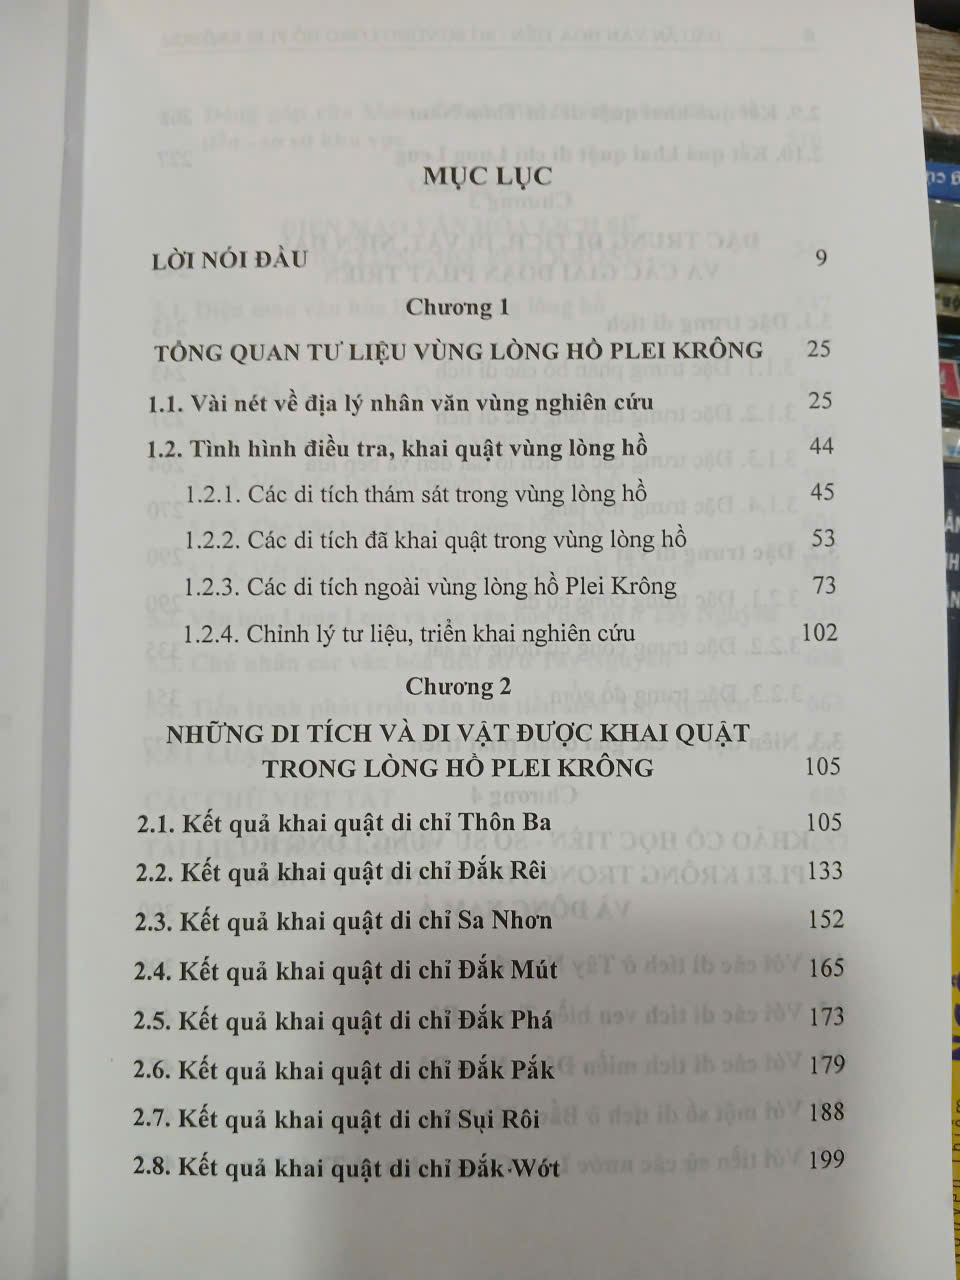 MỤC LỤC
LỜI NÓI ĐẦU 9
Chương 1
TỔNG QUAN TƯ LIỆU VÙNG LÒNG HỒ PLEI KRÔNG 25
1.1. Vài nét về địa lý nhân văn vùng nghiên cứu 25
1.2. Tình hình điều tra, khai quật vùng lòng hồ 44
1.2.1. Các di tích thám sát trong vùng lòng hồ 45
1.2.2. Các di tích đã khai quật trong vùng lòng hồ 53
1.2.3. Các di tích ngoài vùng lòng hồ Plei Krông 73
1.2.4. Chỉnh lý tư liệu, triển khai nghiên cứu 102
Chương 2
NHỮNG DI TÍCH VÀ DI VẬT ĐƯỢC KHAI QUẬT
TRONG LÒNG HỒ PLEI KRÔNG 105
2.1. Kết quả khai quật di chỉ Thôn Ba 105
2.2. Kết quả khai quật di chỉ Đắk Rêi 133
2.3. Kết quả khai quật di chỉ Sa Nhơn 152
2.4. Kết quả khai quật di chỉ Đắk Mút 165
2.5. Kết quả khai quật di chỉ Đắk Phá 173
2.6. Kết quả khai quật di chỉ Đắk Pắk 179
2.7. Kết quả khai quật di chỉ Sụi Rôi 188
2.8. Kết quả khai quật di chỉ Đắk Wớt 199